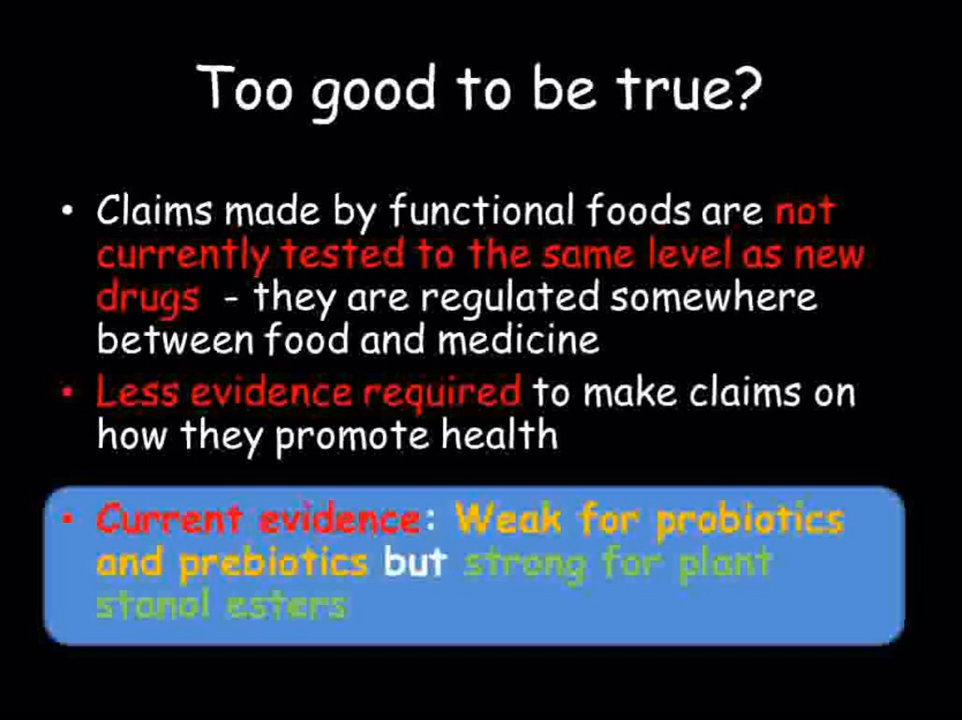 Too good to be true?
• Claims made by functional foods are not
currently tested to the same level as new
drugs - they are regulated somewhere
between food and medicine
• Less evidence required to make claims on
how they promote health
• Current evidence: Weak for probiotics
and prebiotics but strong for plant
stanol esters